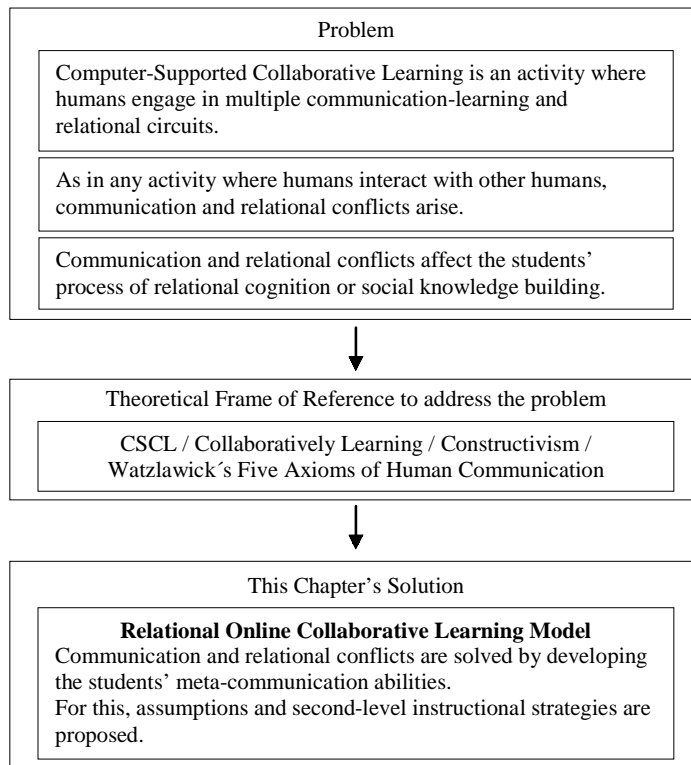 Problem
Computer-Supported Collaborative Learning is an activity where
humans engage in multiple communication-learning and
relational circuits.
As in any activity where humans interact with other humans,
communication and relational conflicts arise.
Communication and relational conflicts affect the students’
process of relational cognition or social knowledge building.
Theoretical Frame of Reference to address the problem
CSCL / Collaboratively Learning / Constructivism /
Watzlawick´s Five Axioms of Human Communication
This Chapter’s Solution
Relational Online Collaborative Learning Model
Communication and relational conflicts are solved by developing
the students’ meta-communication abilities.
For this, assumptions and second-level instructional strategies are
proposed.